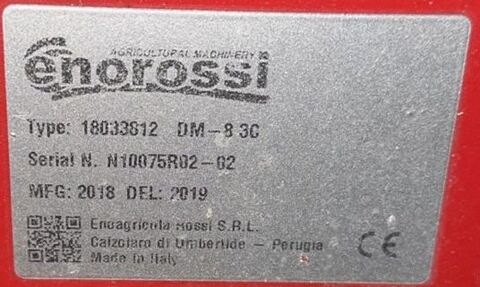 AGRICULTURAL MACHINERY
enorossi
Type: 18033812 DM-8 3C
Serial N. N10075R02-02
MFG: 2018 DEL: 2019
Enoagricola Rossi S.R.L.
Calzolaro di Umbertide - Perugia
Made in Italy
CE